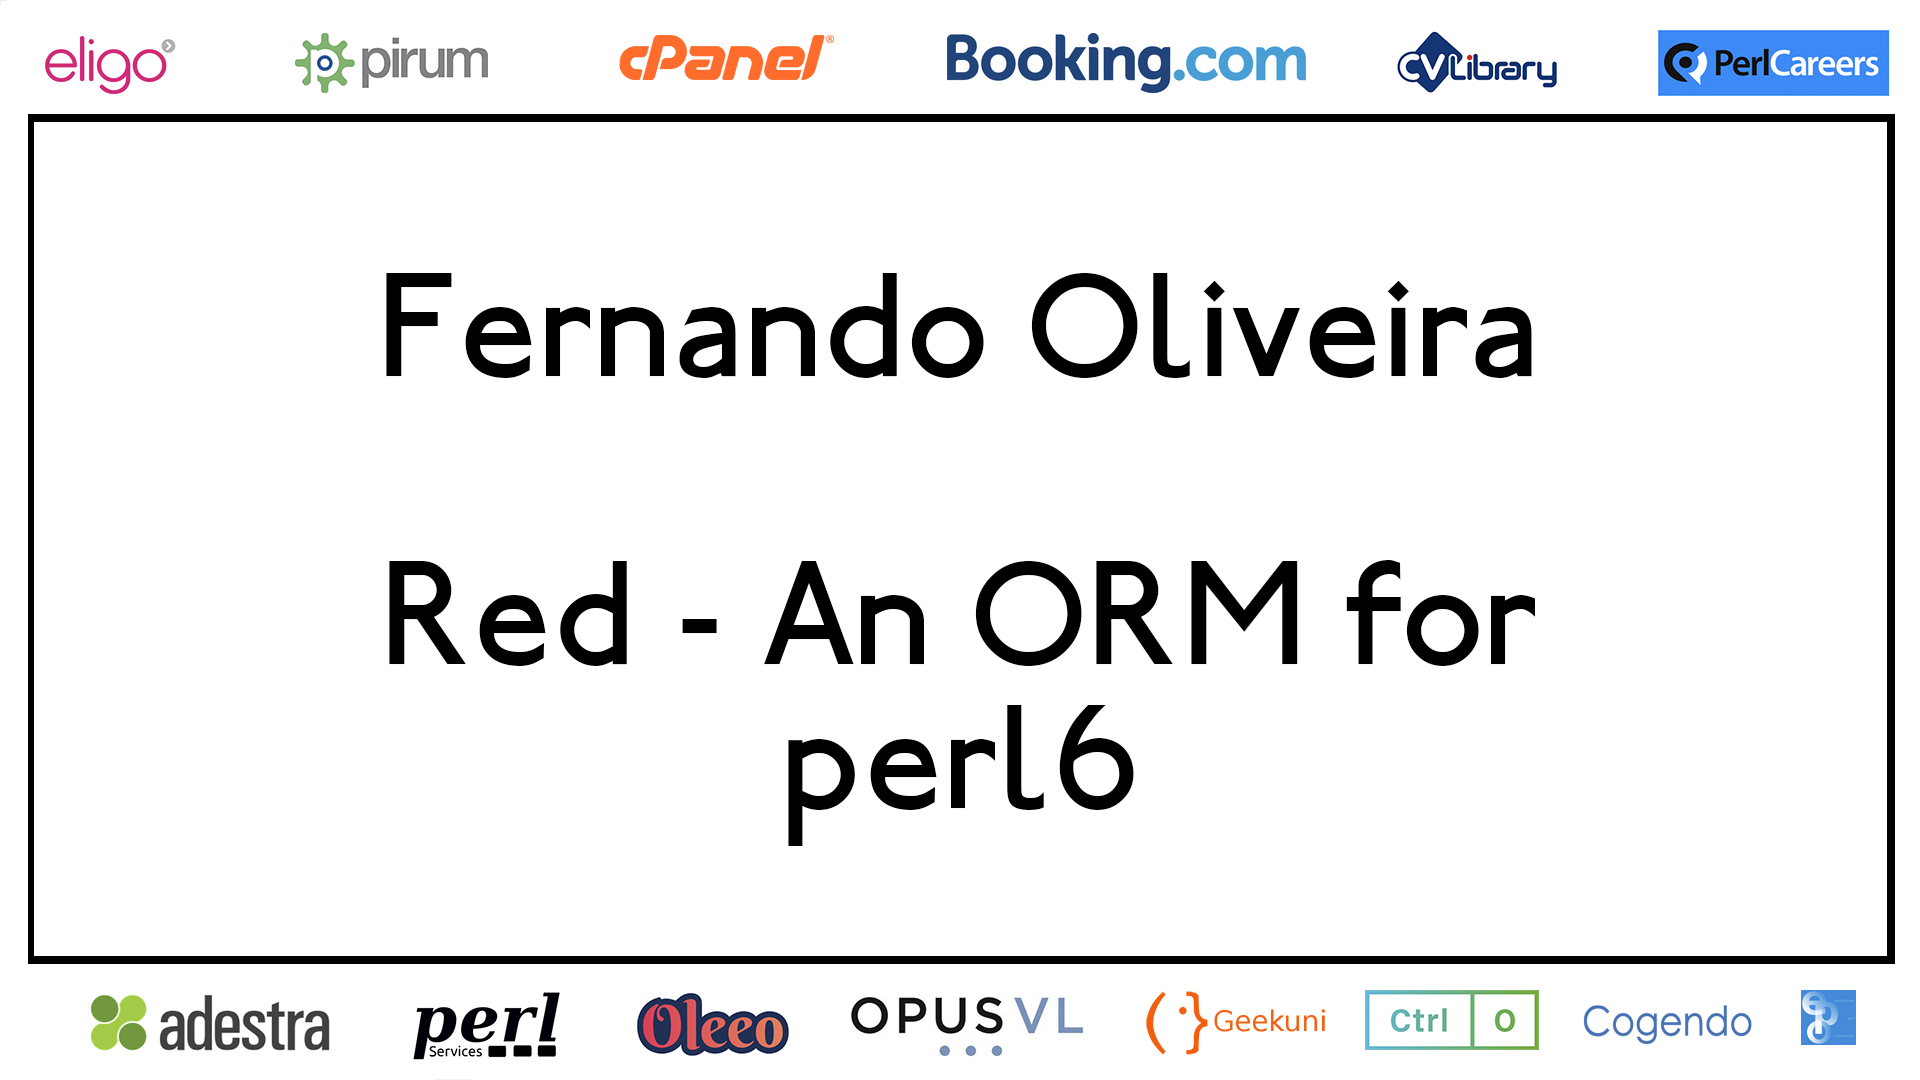 eligo
pirum
cPanel®
Booking.com
CVLibrary
PerlCareers
Fernando Oliveira
Red - An ORM for
perl6
adestra
perl
Services
Oleeo
OPUS VL
Geekuni
Ctrl O
Cogendo
epo